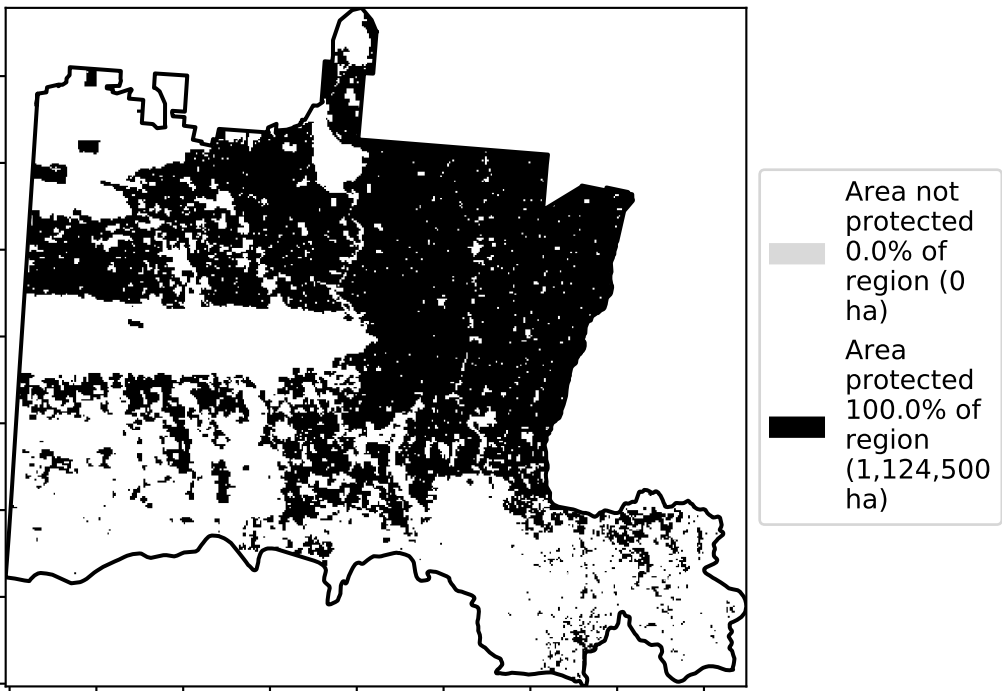 Area not
protected
0.0% of
region (0
ha)
Area
protected
100.0% of
region
(1,124,500
ha)